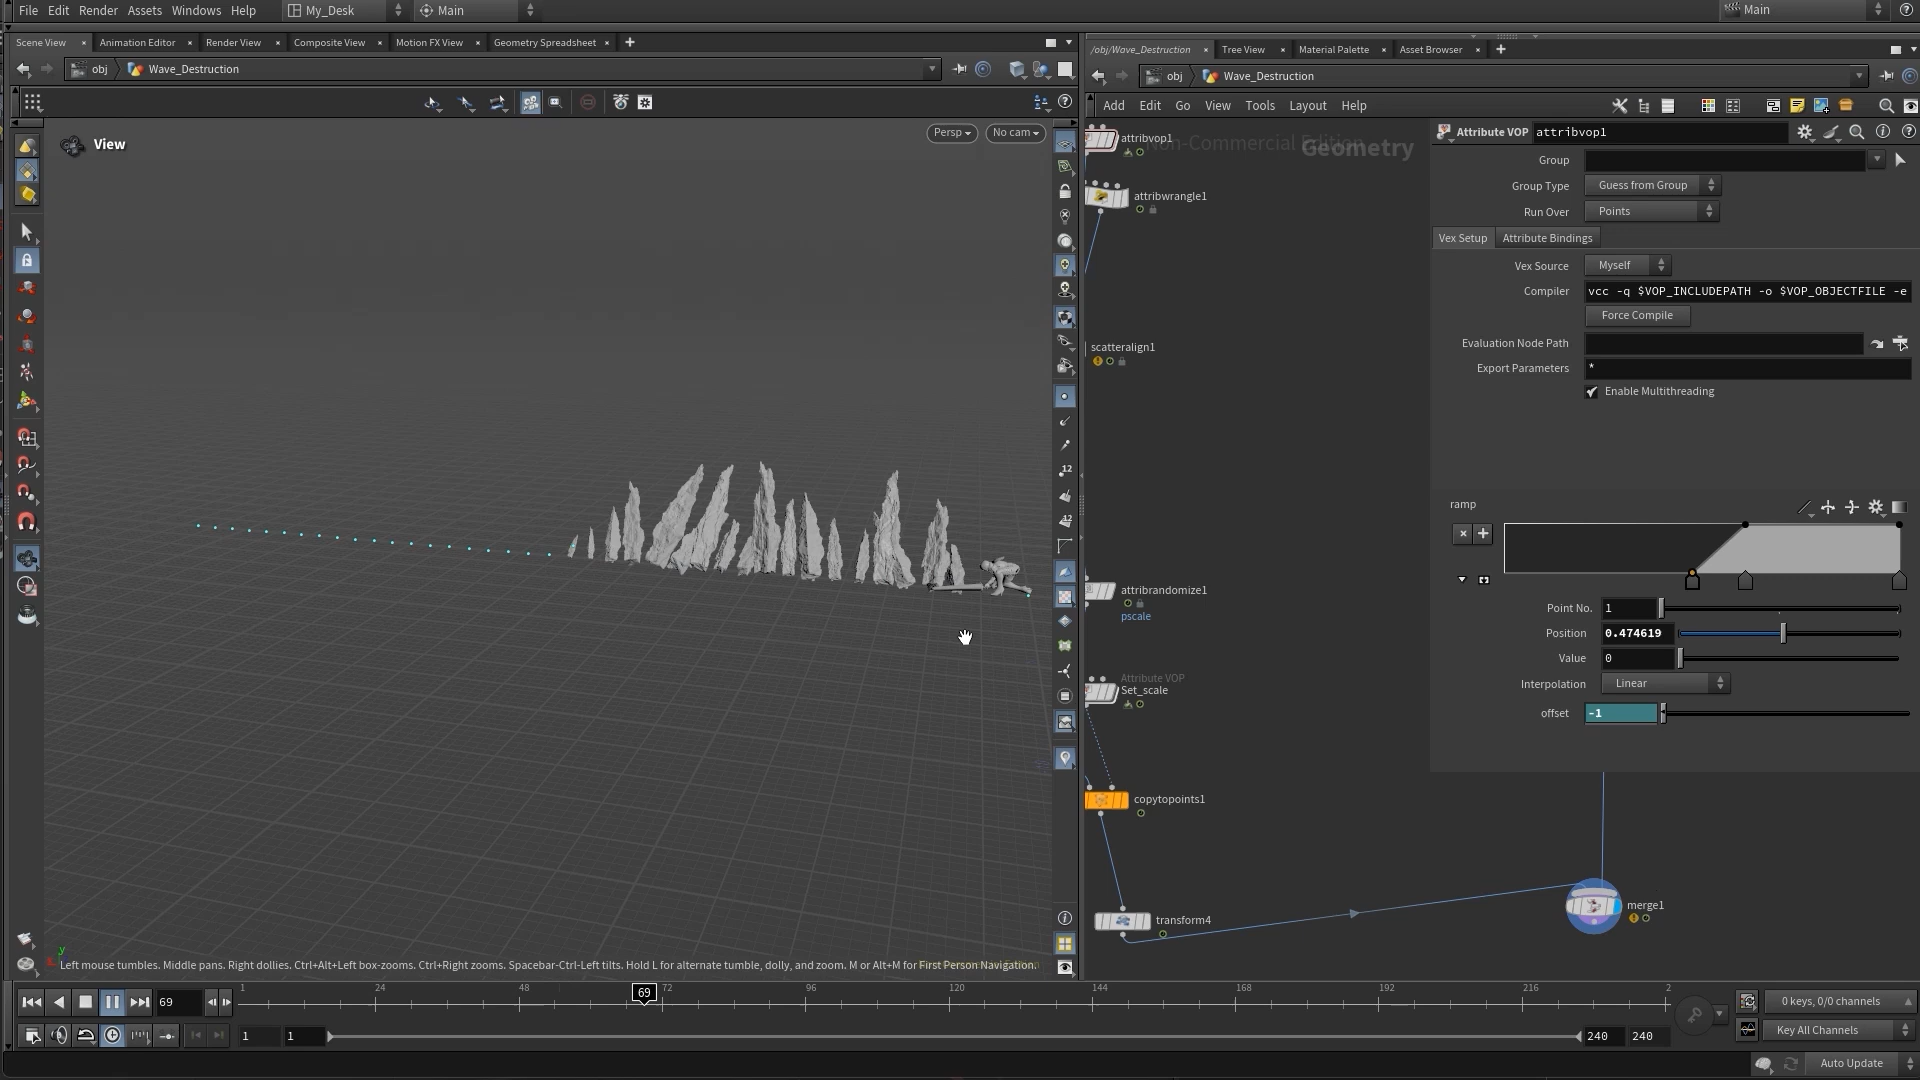 File Edit Render Assets Windows Help My_Desk Main Main
Scene View Animation Editor Render View Composite View Motion FX View Geometry Spreadsheet
/obj/Wave_Destruction Tree View Material Palette Asset Browser
obj Wave_Destruction
obj Wave_Destruction
Add Edit Go View Tools Layout Help
View
Persp No cam
Non-Commercial Edition
Geometry
attribvop1
attribwrangle1
scatteralign1
attribrandomize1
pscale
Attribute VOP
Set_scale
copytopoints1
transform4
merge1
Attribute VOP attribvop1
Group
Group Type Guess from Group
Run Over Points
Vex Setup Attribute Bindings
Vex Source Myself
Compiler vcc -q $VOP_INCLUDEPATH -o $VOP_OBJECTFILE -e
Force Compile
Evaluation Node Path
Export Parameters *
Enable Multithreading
ramp
Point No. 1
Position 0.474619
Value 0
Interpolation Linear
offset -1
12
12
y
Left mouse tumbles. Middle pans. Right dollies. Ctrl+Alt+Left box-zooms. Ctrl+Right zooms. Spacebar-Ctrl-Left tilts. Hold L for alternate tumble, dolly, and zoom. M or Alt+M for First Person Navigation.
69 1 24 48 69 72 96 120 144 168 192 216 2
0 keys, 0/0 channels
1 1 240 240
Key All Channels
Auto Update